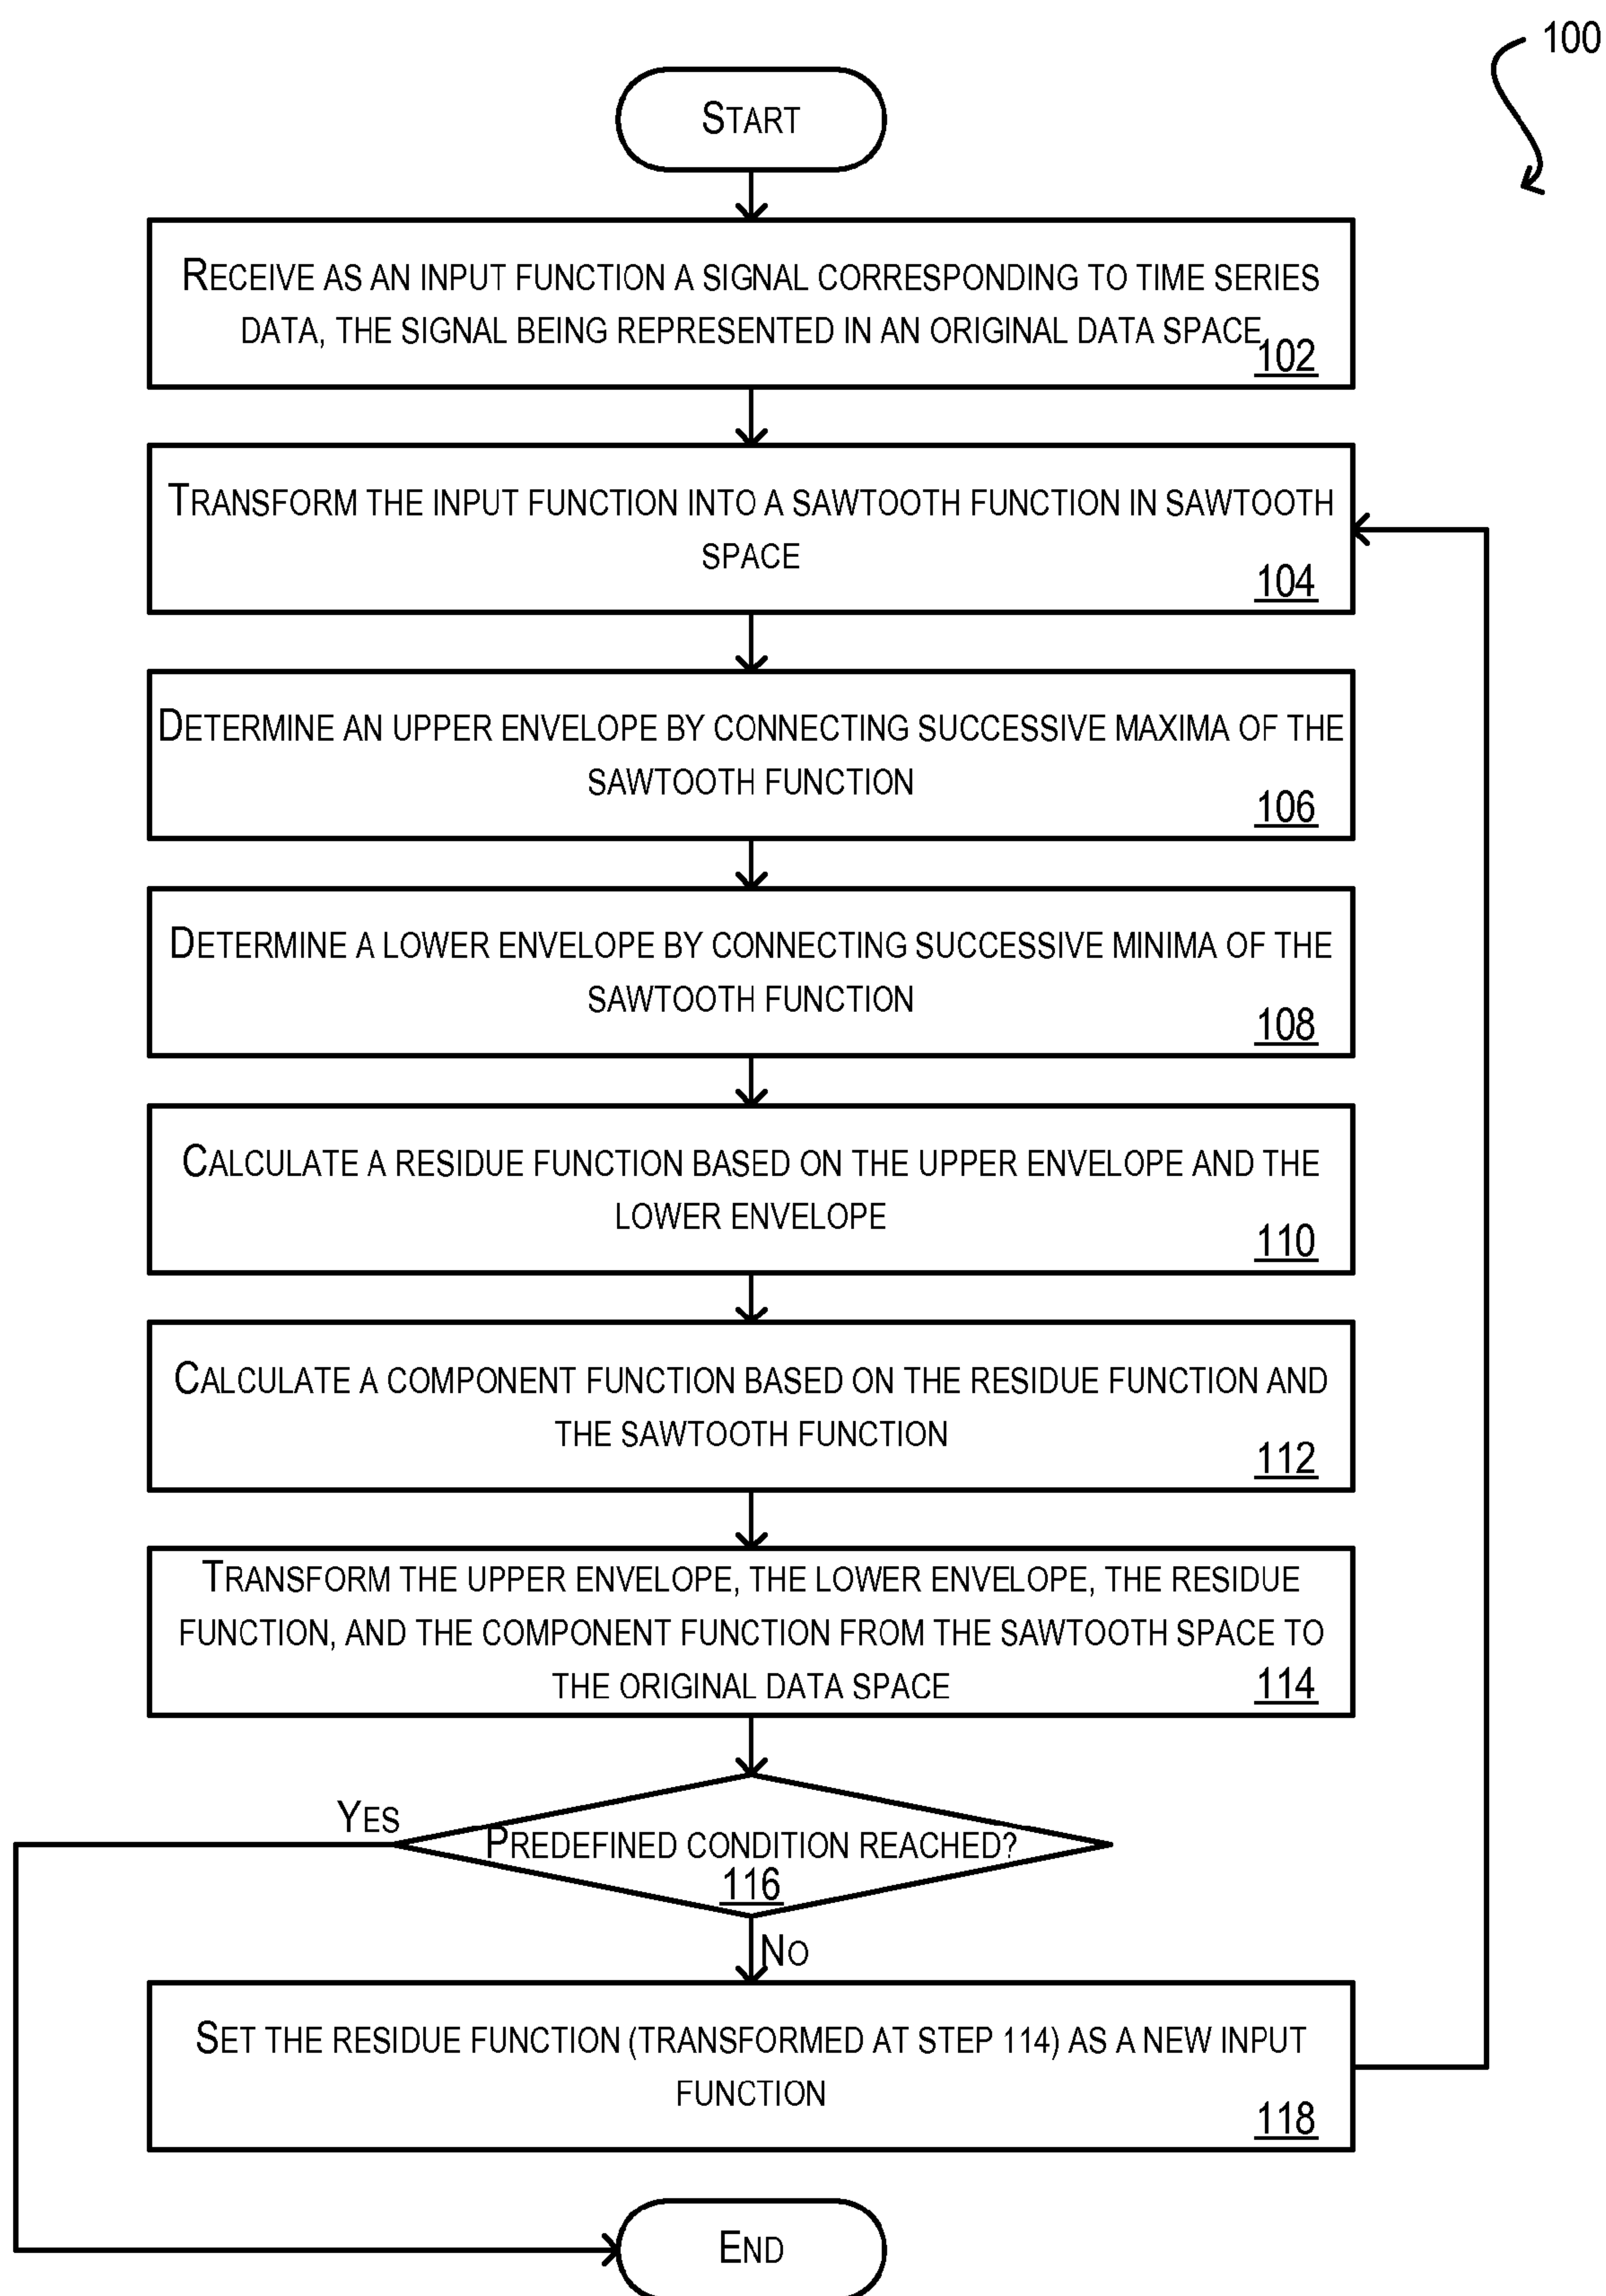 100
START
RECEIVE AS AN INPUT FUNCTION A SIGNAL CORRESPONDING TO TIME SERIES
DATA, THE SIGNAL BEING REPRESENTED IN AN ORIGINAL DATA SPACE
102
TRANSFORM THE INPUT FUNCTION INTO A SAWTOOTH FUNCTION IN SAWTOOTH
SPACE
104
DETERMINE AN UPPER ENVELOPE BY CONNECTING SUCCESSIVE MAXIMA OF THE
SAWTOOTH FUNCTION
106
DETERMINE A LOWER ENVELOPE BY CONNECTING SUCCESSIVE MINIMA OF THE
SAWTOOTH FUNCTION
108
CALCULATE A RESIDUE FUNCTION BASED ON THE UPPER ENVELOPE AND THE
LOWER ENVELOPE
110
CALCULATE A COMPONENT FUNCTION BASED ON THE RESIDUE FUNCTION AND
THE SAWTOOTH FUNCTION
112
TRANSFORM THE UPPER ENVELOPE, THE LOWER ENVELOPE, THE RESIDUE
FUNCTION, AND THE COMPONENT FUNCTION FROM THE SAWTOOTH SPACE TO
THE ORIGINAL DATA SPACE
114
YES
PREDEFINED CONDITION REACHED?
116
NO
SET THE RESIDUE FUNCTION (TRANSFORMED AT STEP 114) AS A NEW INPUT
FUNCTION
118
END